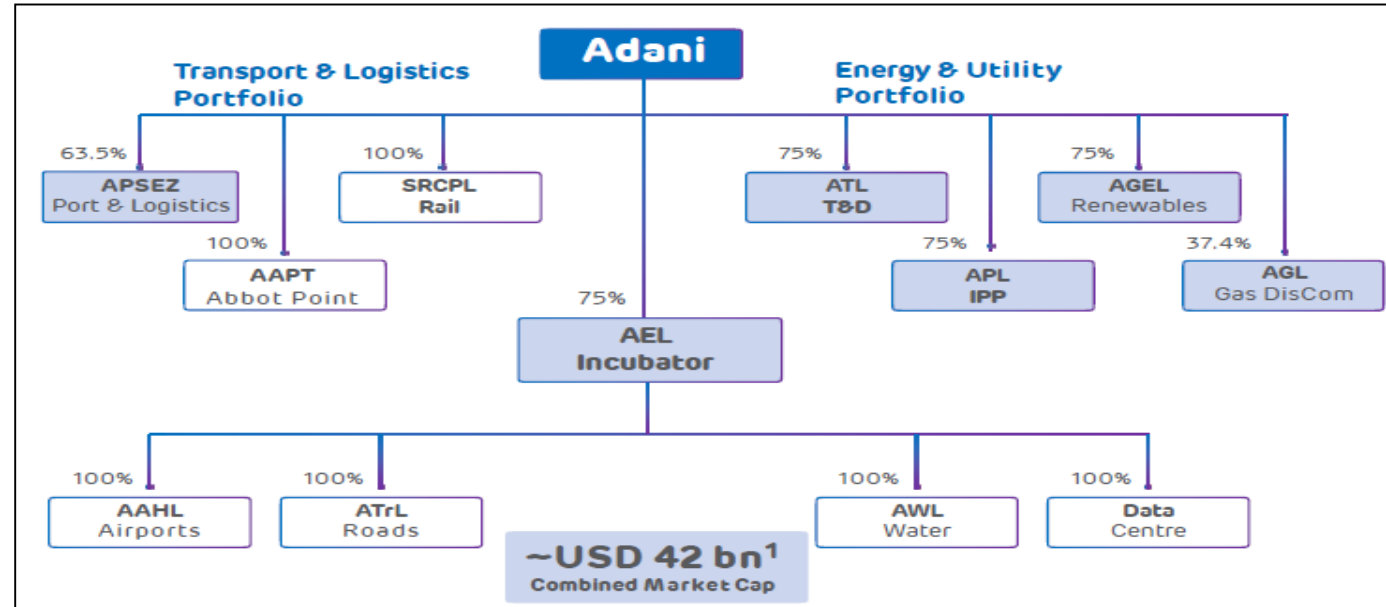 Adani
Transport & Logistics
Portfolio
Energy & Utility
Portfolio
63.5%
APSEZ
Port & Logistics
100%
AAPT
Abbot Point
100%
SRCPL
Rail
75%
ATL
T&D
75%
APL
IPP
75%
AGEL
Renewables
37.4%
AGL
Gas DisCom
75%
AEL
Incubator
100%
AAHL
Airports
100%
ATrL
Roads
100%
AWL
Water
100%
Data
Centre
~USD 42 bn¹
Combined Market Cap